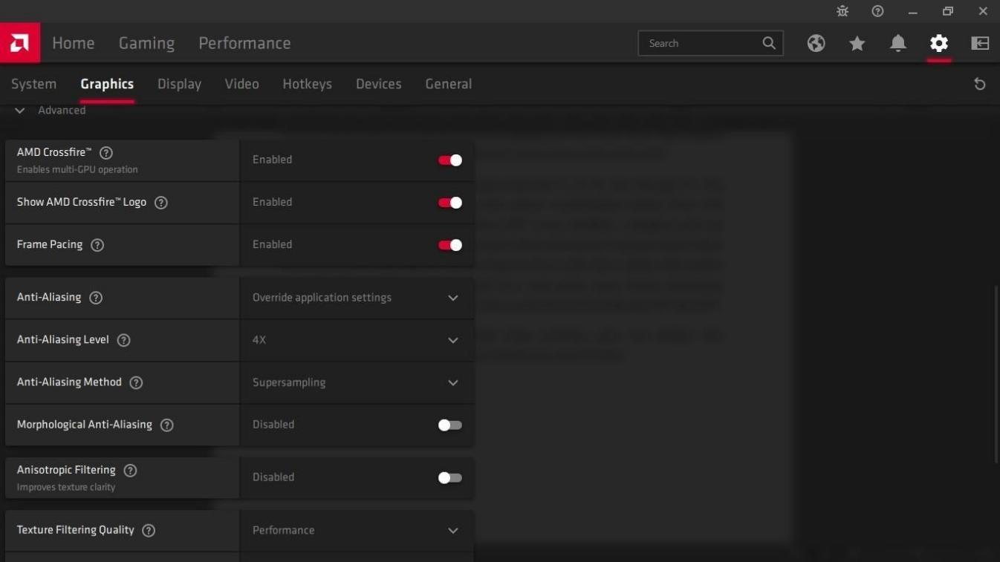 Home Gaming Performance Search
System Graphics Display Video Hotkeys Devices General
Advanced
AMD Crossfire™ Enabled
Enables multi-GPU operation
Show AMD Crossfire™ Logo Enabled
Frame Pacing Enabled
Anti-Aliasing Override application settings
Anti-Aliasing Level 4X
Anti-Aliasing Method Supersampling
Morphological Anti-Aliasing Disabled
Anisotropic Filtering Disabled
Improves texture clarity
Texture Filtering Quality Performance